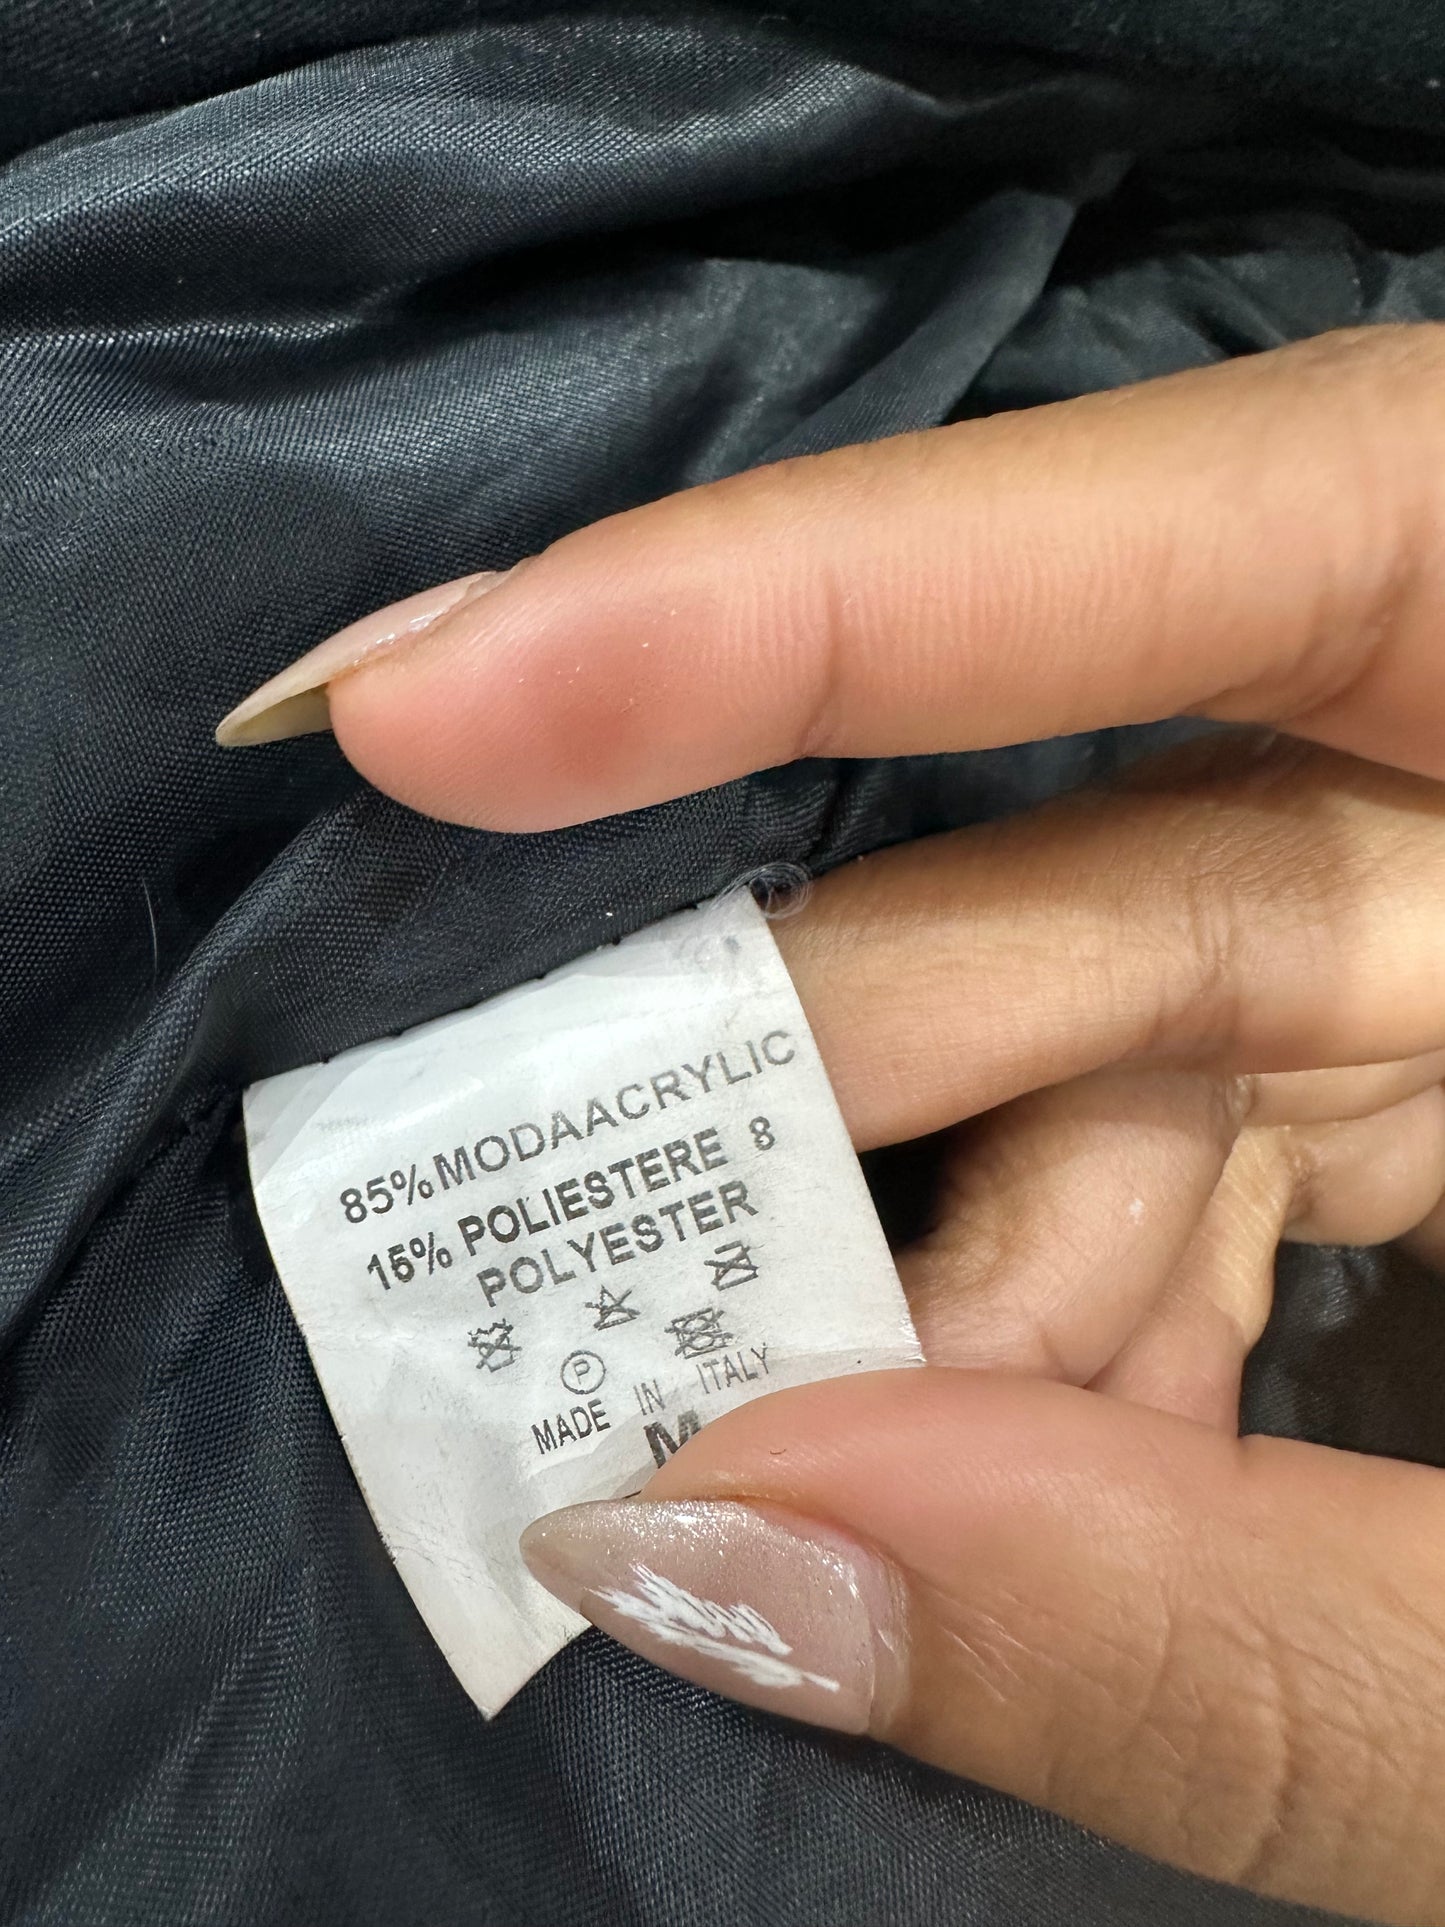 85% MODAACRYLIC
15% POLIESTERE 8
POLYESTER
P
MADE IN ITALY
M